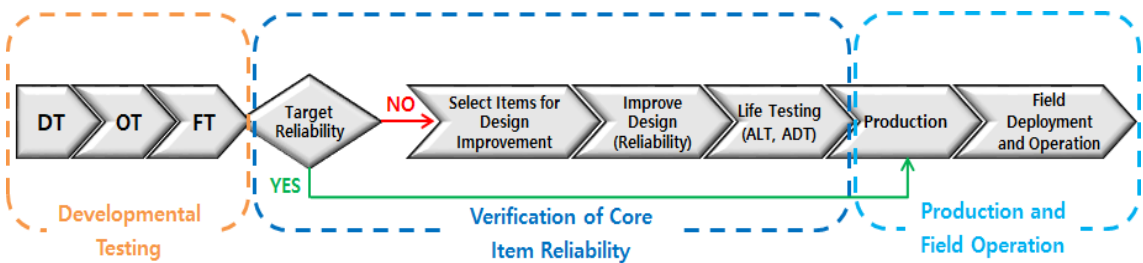 DT
OT
FT
Target
Reliability
NO
YES
Select Items for
Design
Improvement
Improve
Design
(Reliability)
Life Testing
(ALT, ADT)
Production
Field
Deployment
and Operation
Developmental
Testing
Verification of Core
Item Reliability
Production and
Field Operation